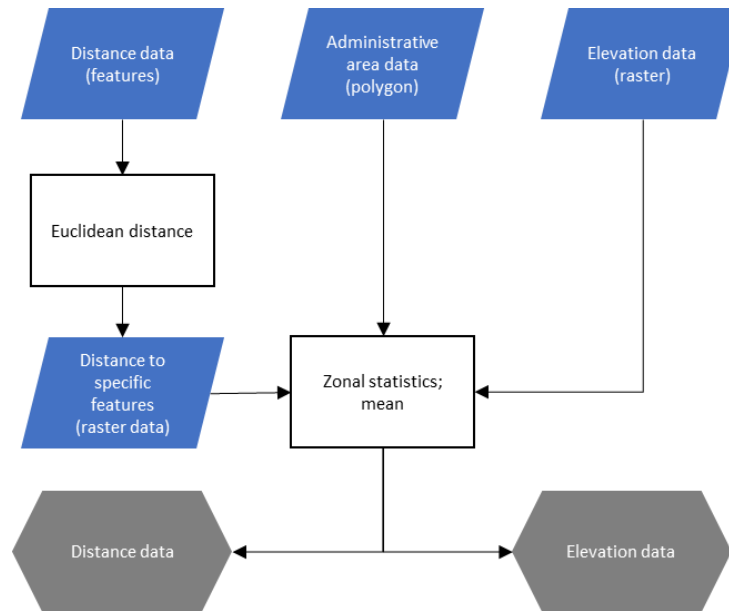 Distance data
(features)
Administrative
area data
(polygon)
Elevation data
(raster)
Euclidean distance
Distance to
specific
features
(raster data)
Zonal statistics;
mean
Distance data
Elevation data